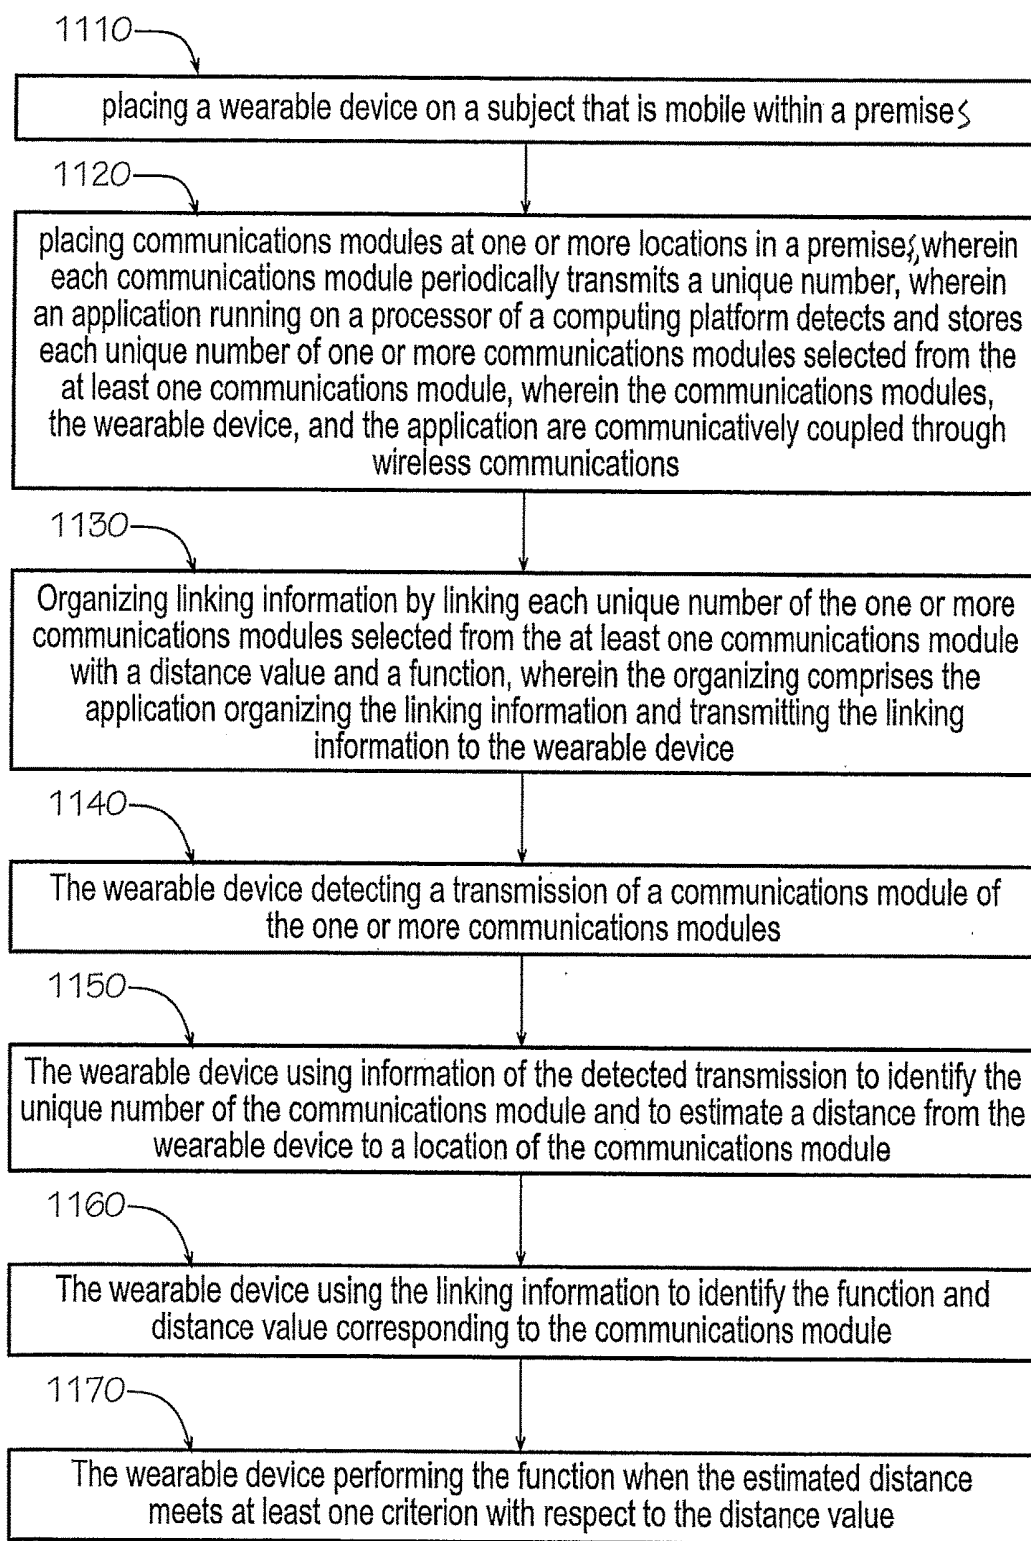 1110
placing a wearable device on a subject that is mobile within a premises
1120
placing communications modules at one or more locations in a premises, wherein
each communications module periodically transmits a unique number, wherein
an application running on a processor of a computing platform detects and stores
each unique number of one or more communications modules selected from the
at least one communications module, wherein the communications modules,
the wearable device, and the application are communicatively coupled through
wireless communications
1130
Organizing linking information by linking each unique number of the one or more
communications modules selected from the at least one communications module
with a distance value and a function, wherein the organizing comprises the
application organizing the linking information and transmitting the linking
information to the wearable device
1140
The wearable device detecting a transmission of a communications module of
the one or more communications modules
1150
The wearable device using information of the detected transmission to identify the
unique number of the communications module and to estimate a distance from the
wearable device to a location of the communications module
1160
The wearable device using the linking information to identify the function and
distance value corresponding to the communications module
1170
The wearable device performing the function when the estimated distance
meets at least one criterion with respect to the distance value